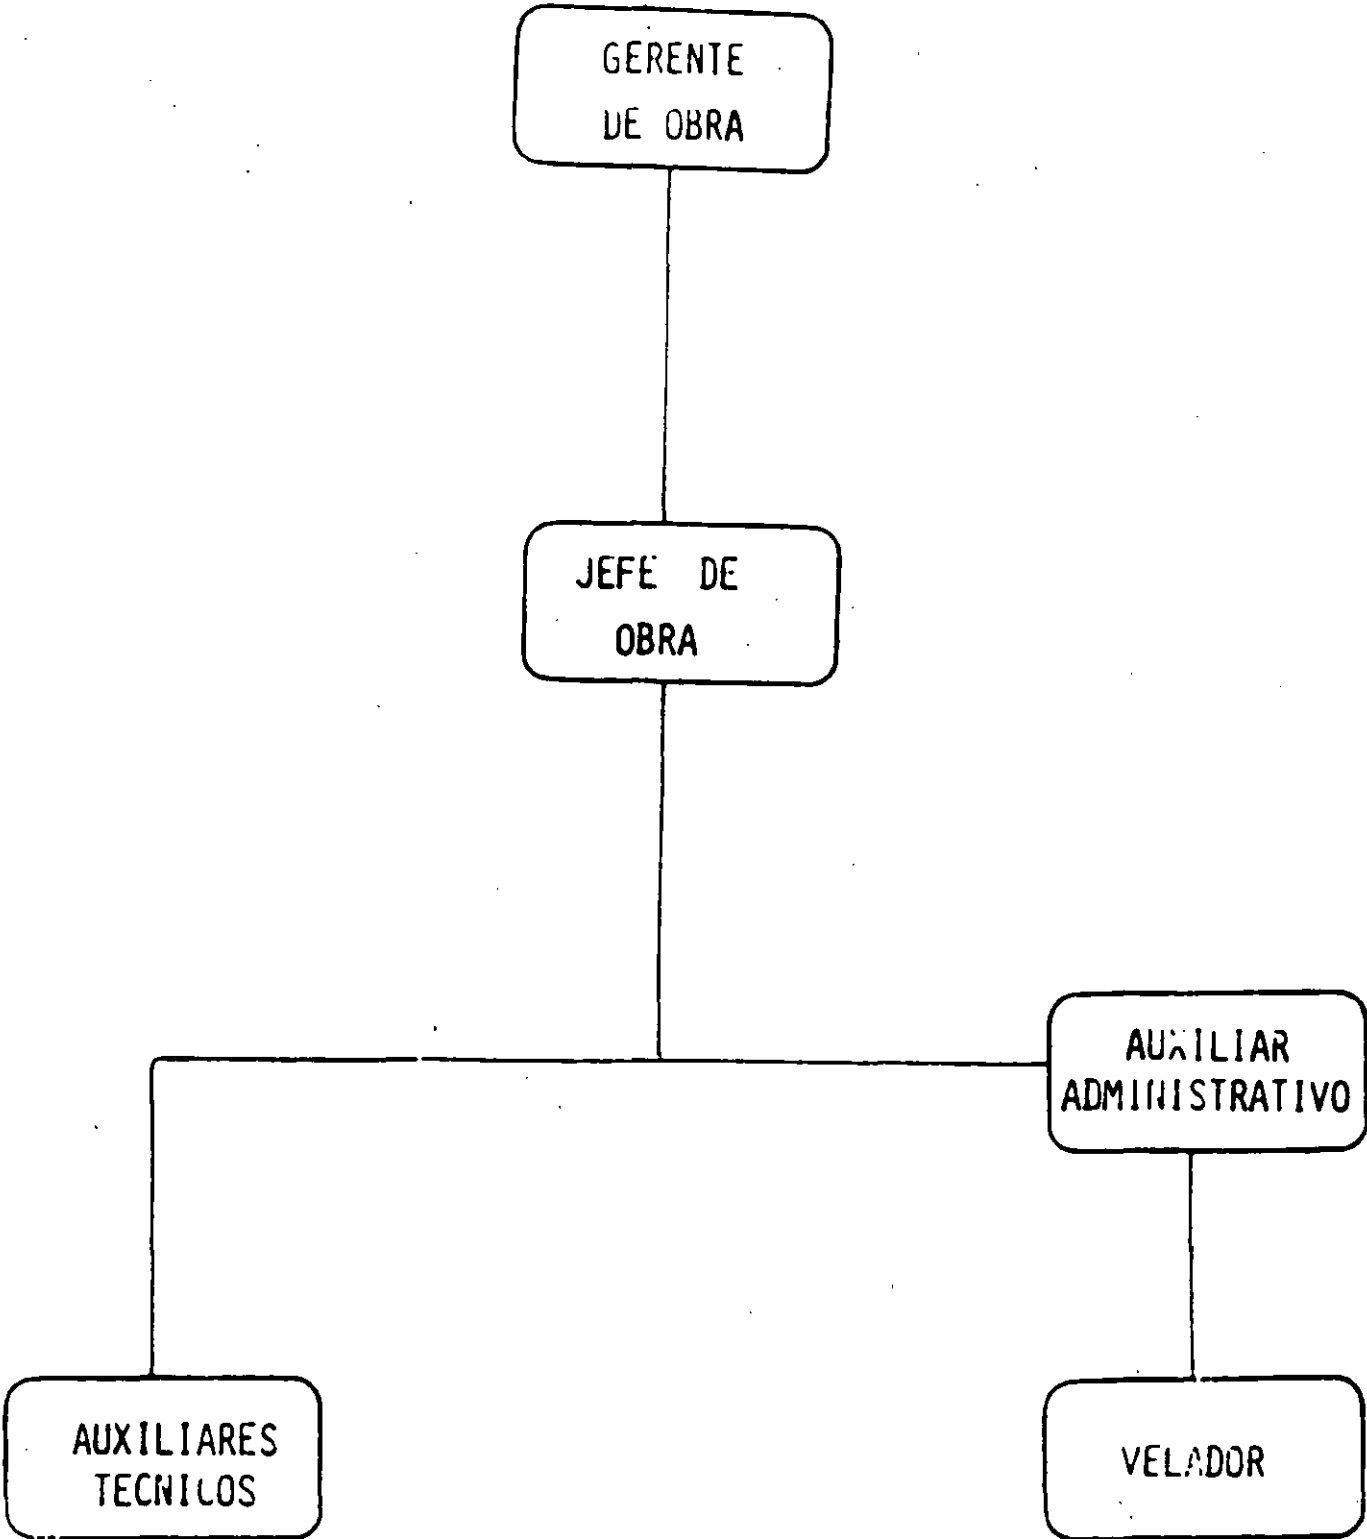 GERENTE
DE OBRA
JEFE DE
OBRA
AUXILIAR
ADMINISTRATIVO
AUXILIARES
TECNICOS
VELADOR